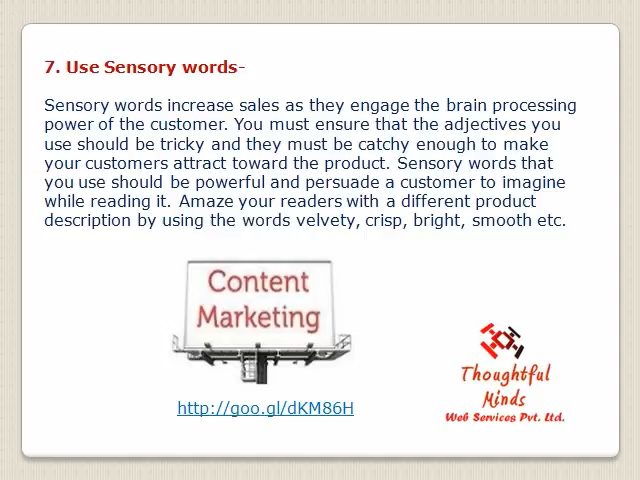 7. Use Sensory words-
Sensory words increase sales as they engage the brain processing
power of the customer. You must ensure that the adjectives you
use should be tricky and they must be catchy enough to make
your customers attract toward the product. Sensory words that
you use should be powerful and persuade a customer to imagine
while reading it. Amaze your readers with a different product
description by using the words velvety, crisp, bright, smooth etc.
Content
Marketing
http://goo.gl/dKM86H
Thoughtful
Minds
Web Services Pvt. Ltd.